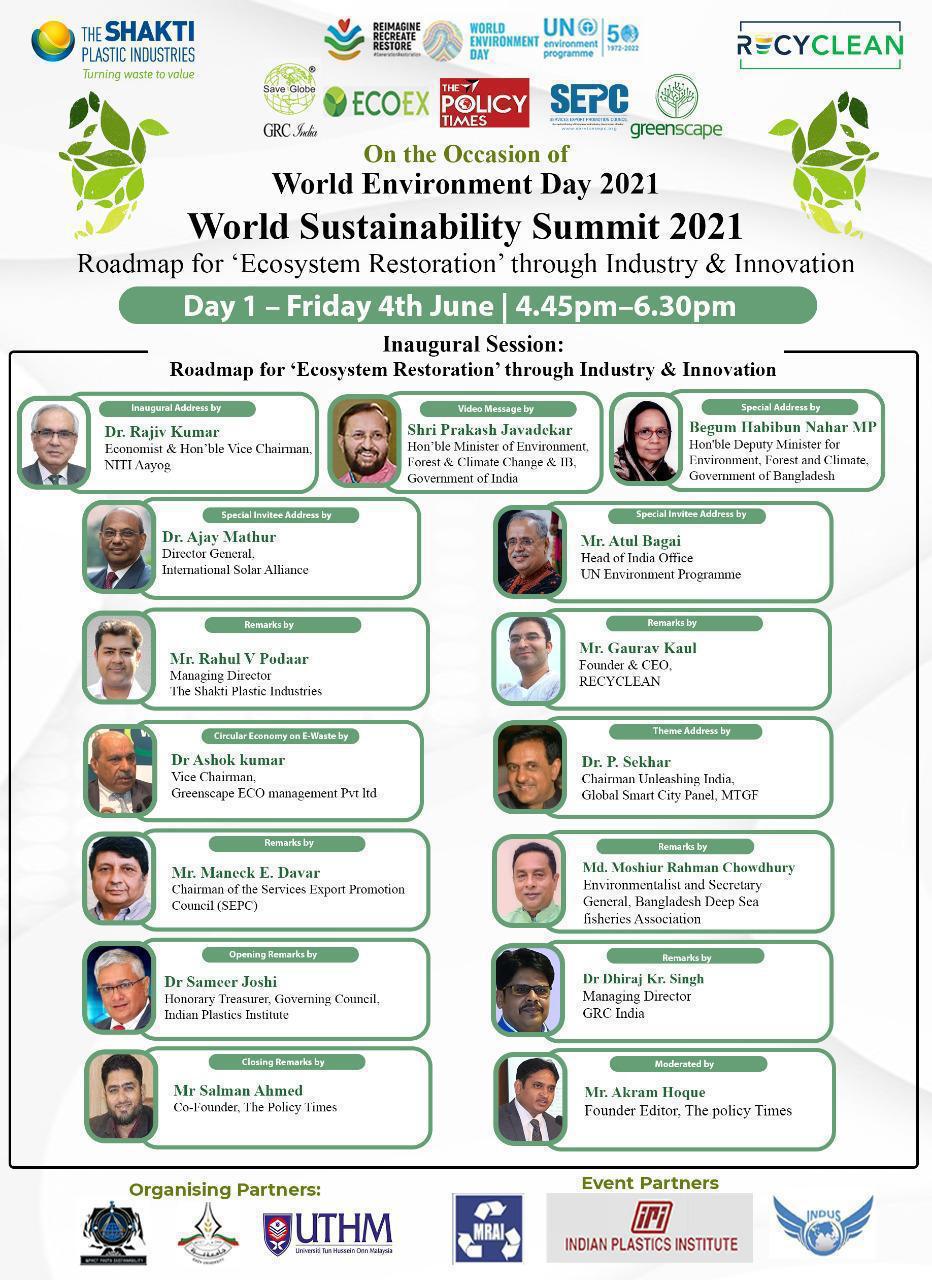 THE SHAKTI
PLASTIC INDUSTRIES
Turning waste to value
REIMAGINE
RECREATE
RESTORE
#GenerationRestoration
WORLD
ENVIRONMENT
DAY
UN
environment
programme
50
1972-2022
RECYCLEAN
Save Globe
GRC India
ECOEX
THE
POLICY
TIMES
SEPC
SERVICES EXPORT PROMOTION COUNCIL
greenscape
On the Occasion of
World Environment Day 2021
World Sustainability Summit 2021
Roadmap for ‘Ecosystem Restoration’ through Industry & Innovation
Day 1 – Friday 4th June | 4.45pm–6.30pm
Inaugural Session:
Roadmap for ‘Ecosystem Restoration’ through Industry & Innovation
Inaugural Address by
Dr. Rajiv Kumar
Economist & Hon’ble Vice Chairman,
NITI Aayog
Video Message by
Shri Prakash Javadekar
Hon’ble Minister of Environment,
Forest & Climate Change & IB,
Government of India
Special Address by
Begum Habibun Nahar MP
Hon'ble Deputy Minister for
Environment, Forest and Climate,
Government of Bangladesh
Special Invitee Address by
Dr. Ajay Mathur
Director General,
International Solar Alliance
Special Invitee Address by
Mr. Atul Bagai
Head of India Office
UN Environment Programme
Remarks by
Mr. Rahul V Podaar
Managing Director
The Shakti Plastic Industries
Remarks by
Mr. Gaurav Kaul
Founder & CEO,
RECYCLEAN
Circular Economy on E-Waste by
Dr Ashok kumar
Vice Chairman,
Greenscape ECO management Pvt ltd
Theme Address by
Dr. P. Sekhar
Chairman Unleashing India,
Global Smart City Panel, MTGF
Remarks by
Mr. Maneck E. Davar
Chairman of the Services Export Promotion
Council (SEPC)
Remarks by
Md. Moshiur Rahman Chowdhury
Environmentalist and Secretary
General, Bangladesh Deep Sea
fisheries Association
Opening Remarks by
Dr Sameer Joshi
Honorary Treasurer, Governing Council,
Indian Plastics Institute
Remarks by
Dr Dhiraj Kr. Singh
Managing Director
GRC India
Closing Remarks by
Mr Salman Ahmed
Co-Founder, The Policy Times
Moderated by
Mr. Akram Hoque
Founder Editor, The policy Times
Organising Partners:
Event Partners
UTHM
Universiti Tun Hussein Onn Malaysia
MRAI
iPi
INDIAN PLASTICS INSTITUTE
INDUS